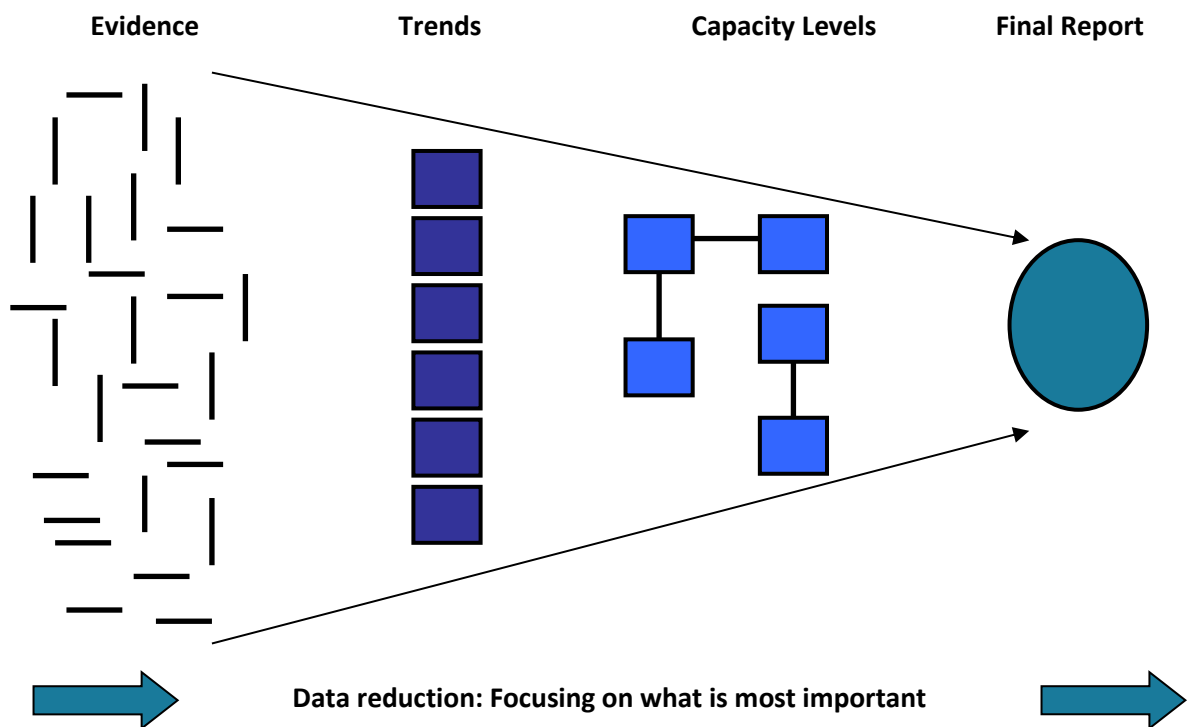 Evidence Trends Capacity Levels Final Report
Data reduction: Focusing on what is most important